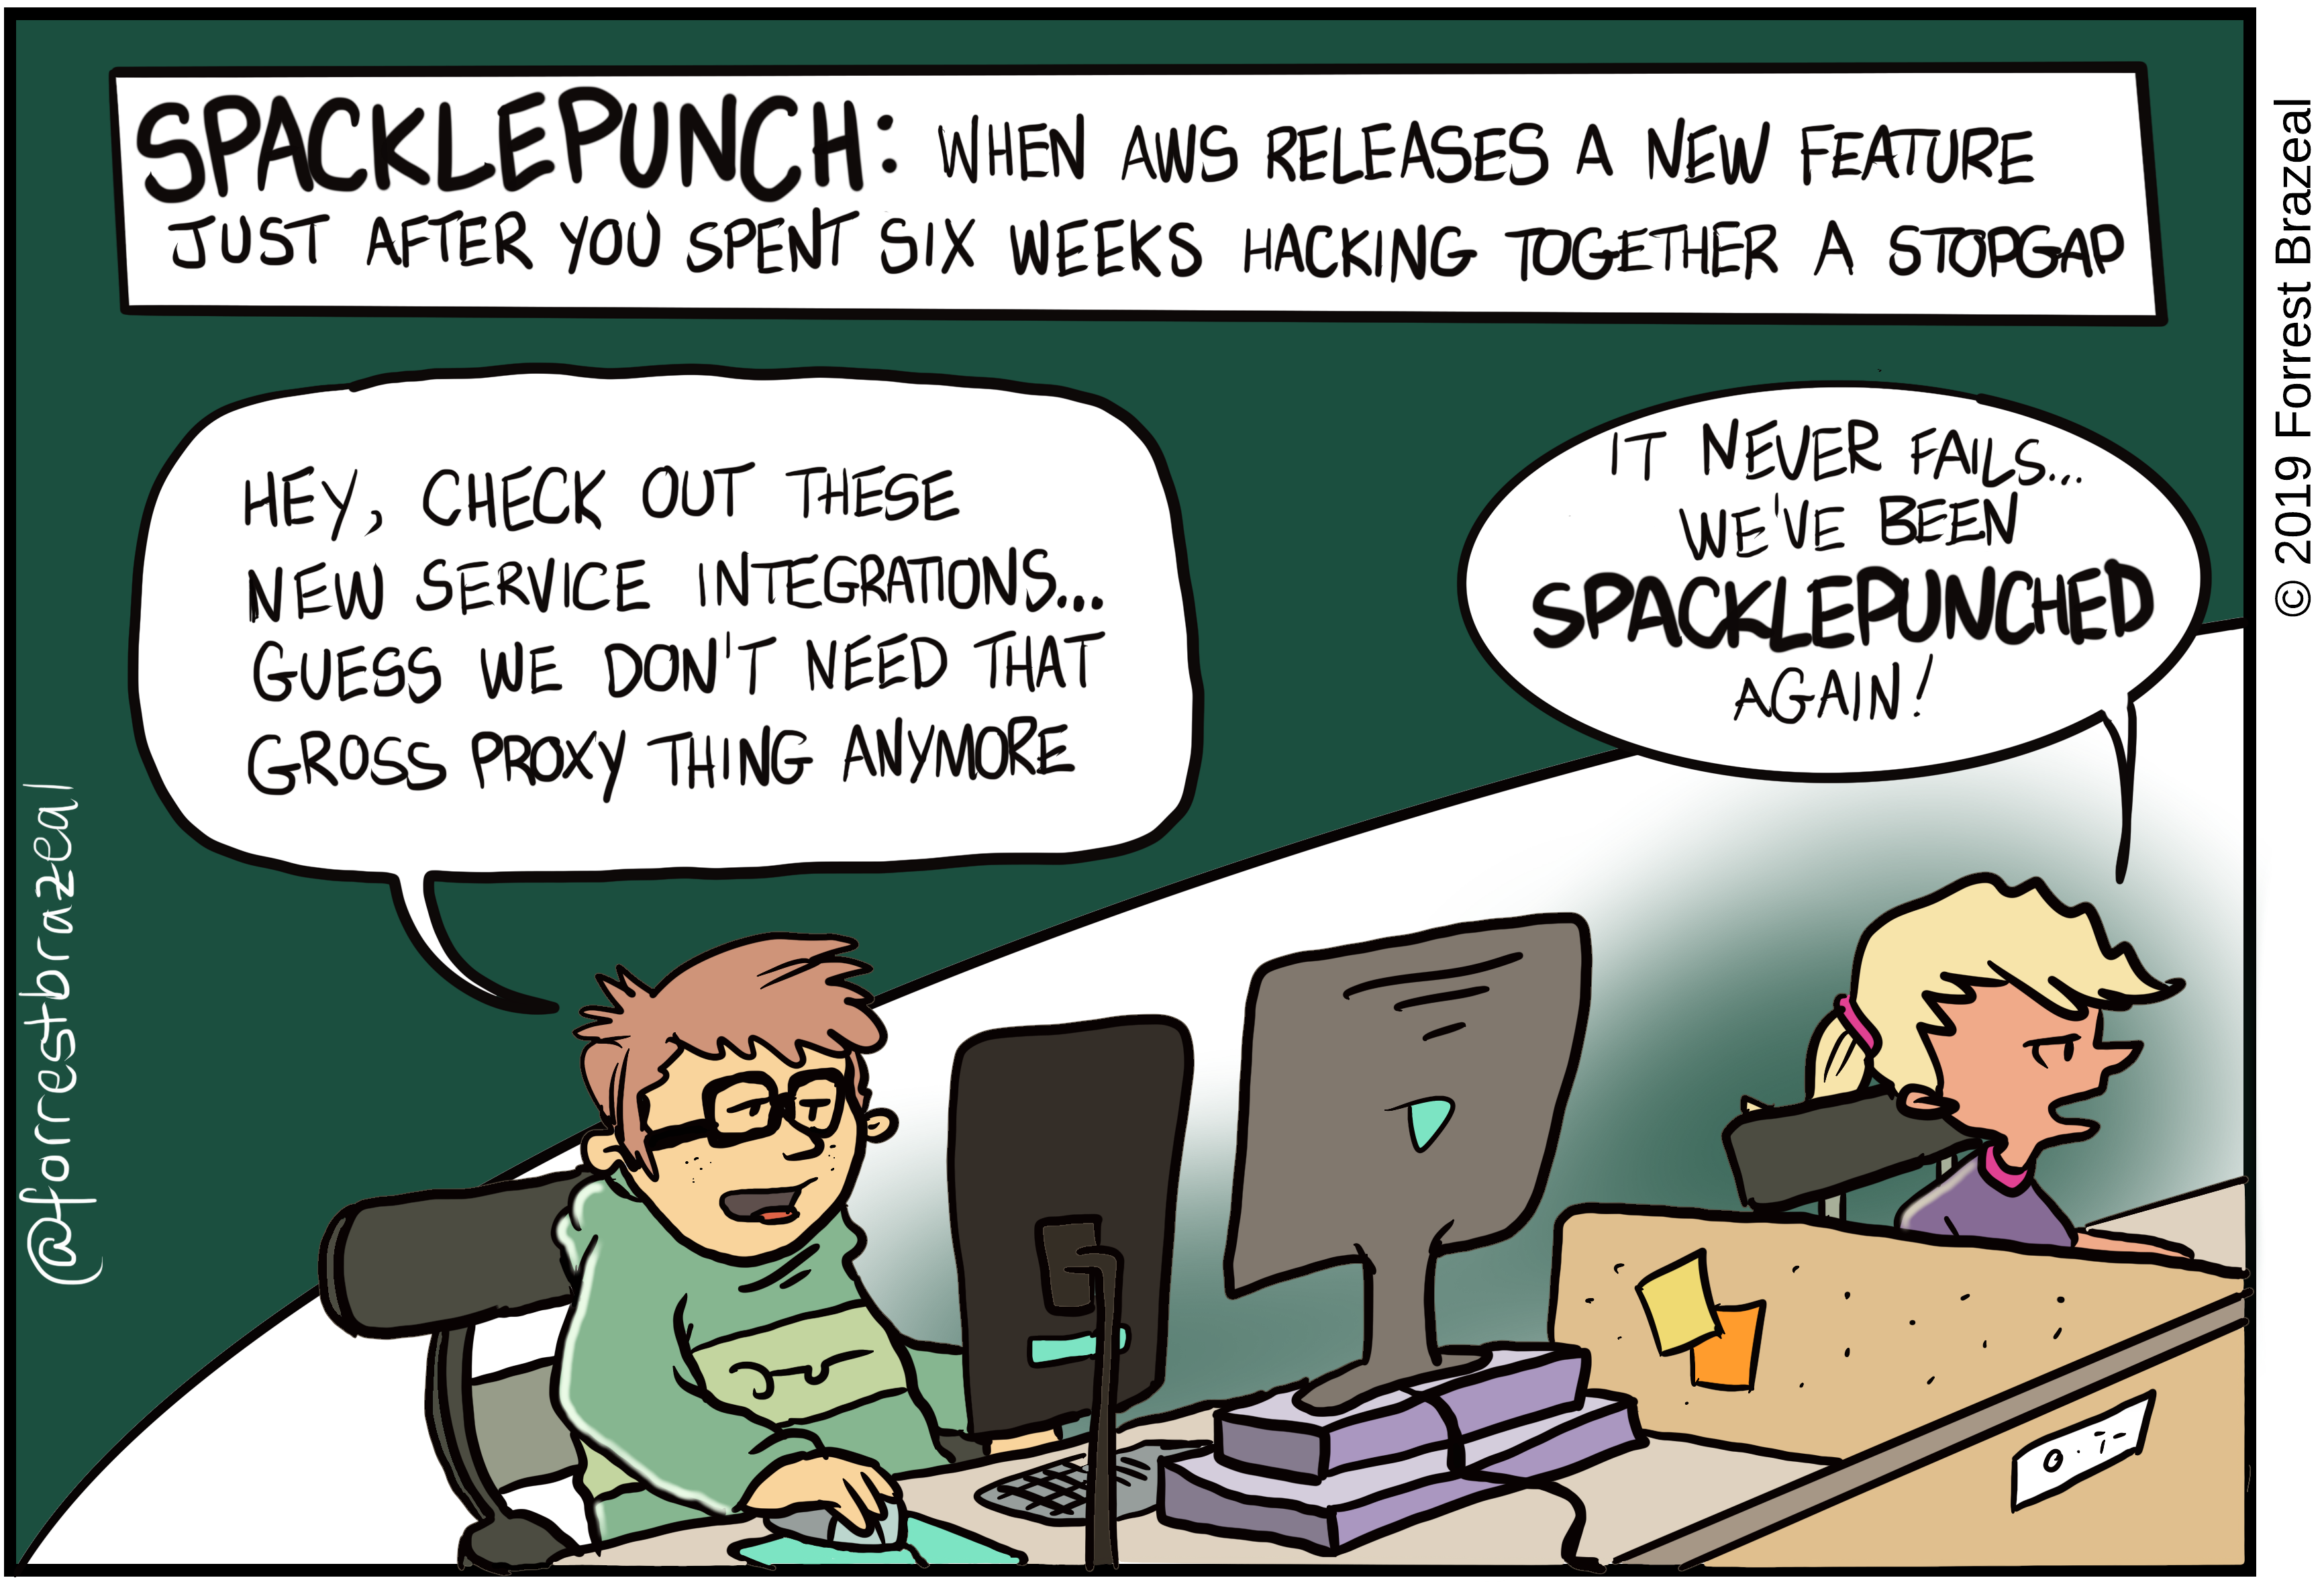 SPACKLEPUNCH: WHEN AWS RELEASES A NEW FEATURE
JUST AFTER YOU SPENT SIX WEEKS HACKING TOGETHER A STOPGAP
HEY, CHECK OUT THESE
NEW SERVICE INTEGRATIONS...
GUESS WE DON'T NEED THAT
GROSS PROXY THING ANYMORE
IT NEVER FAILS...
WE'VE BEEN
SPACKLEPUNCHED
AGAIN!
@forrestbrazeal
© 2019 Forrest Brazeal